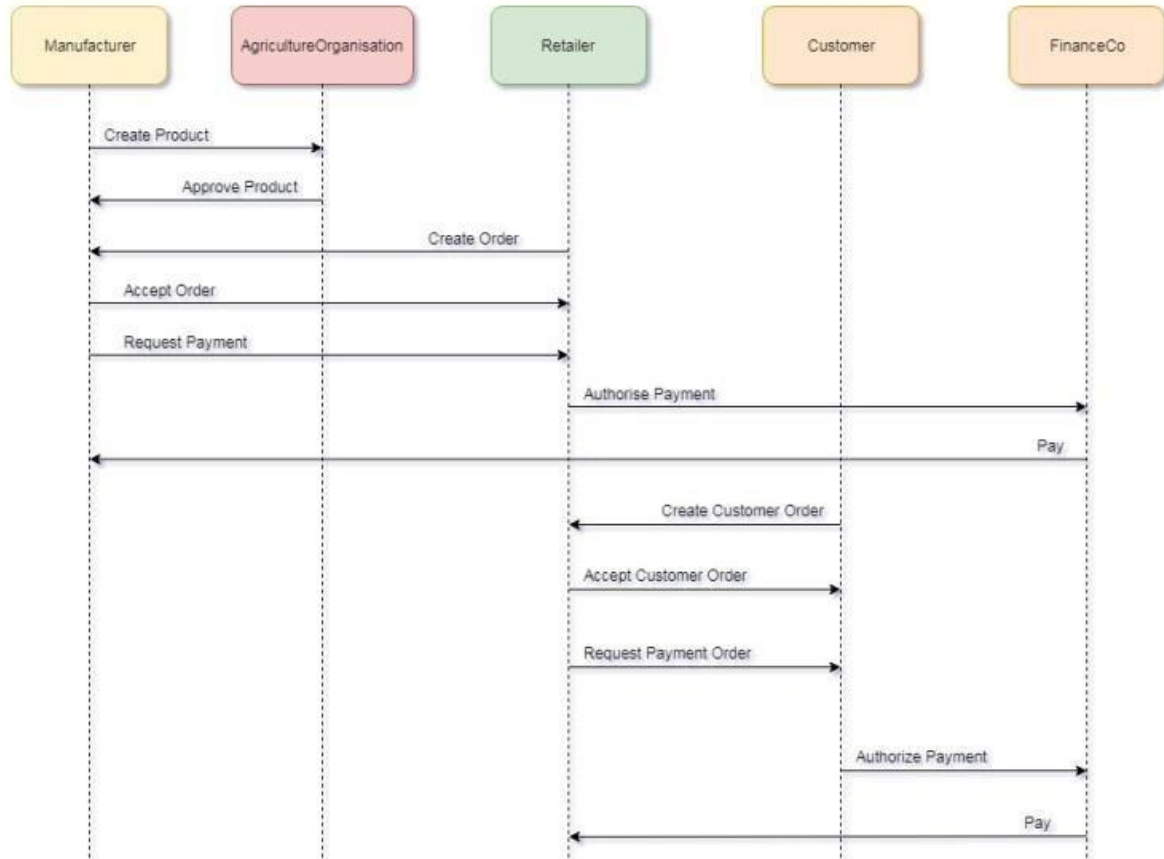 Manufacturer
AgricultureOrganisation
Retailer
Customer
FinanceCo
Create Product
Approve Product
Create Order
Accept Order
Request Payment
Authorise Payment
Pay
Create Customer Order
Accept Customer Order
Request Payment Order
Authorize Payment
Pay